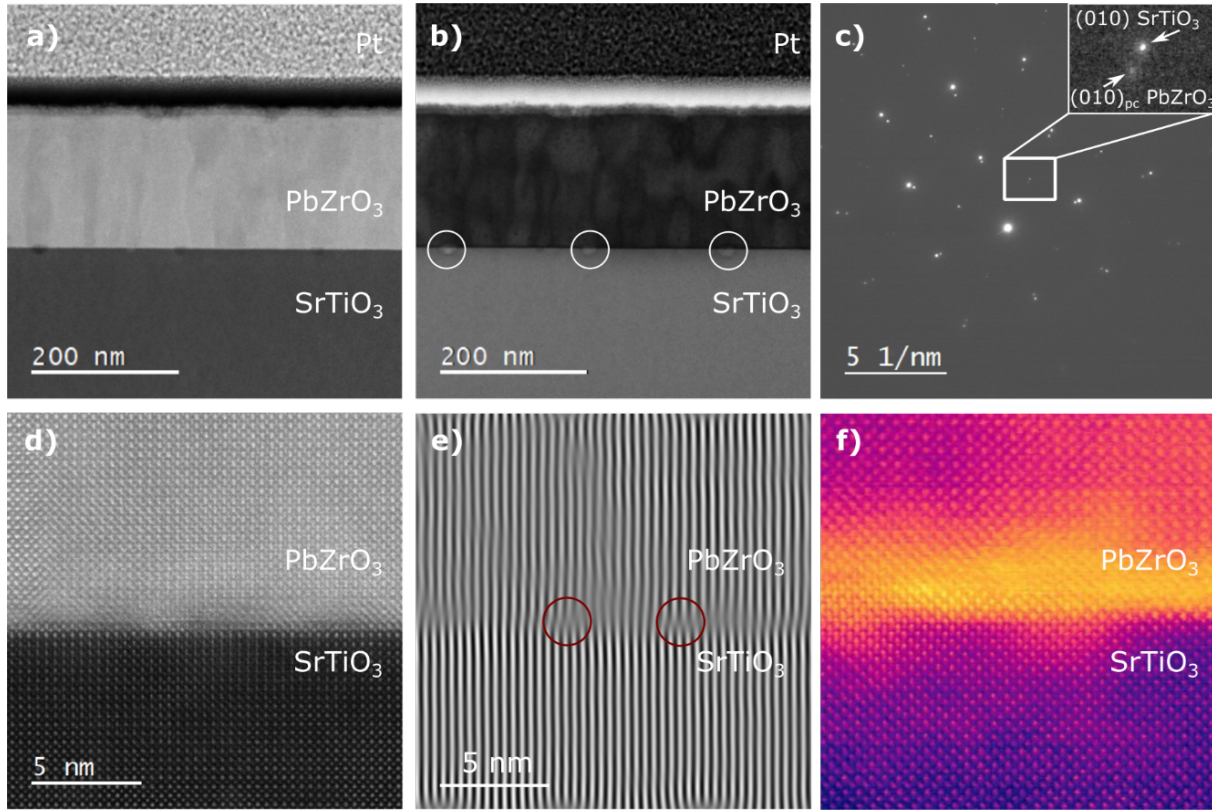 a)
Pt
PbZrO₃
SrTiO₃
200 nm
b)
Pt
PbZrO₃
SrTiO₃
200 nm
c)
(010) SrTiO₃
(010)pc PbZrO₃
5 1/nm
d)
PbZrO₃
SrTiO₃
5 nm
e)
PbZrO₃
SrTiO₃
5 nm
f)
PbZrO₃
SrTiO₃